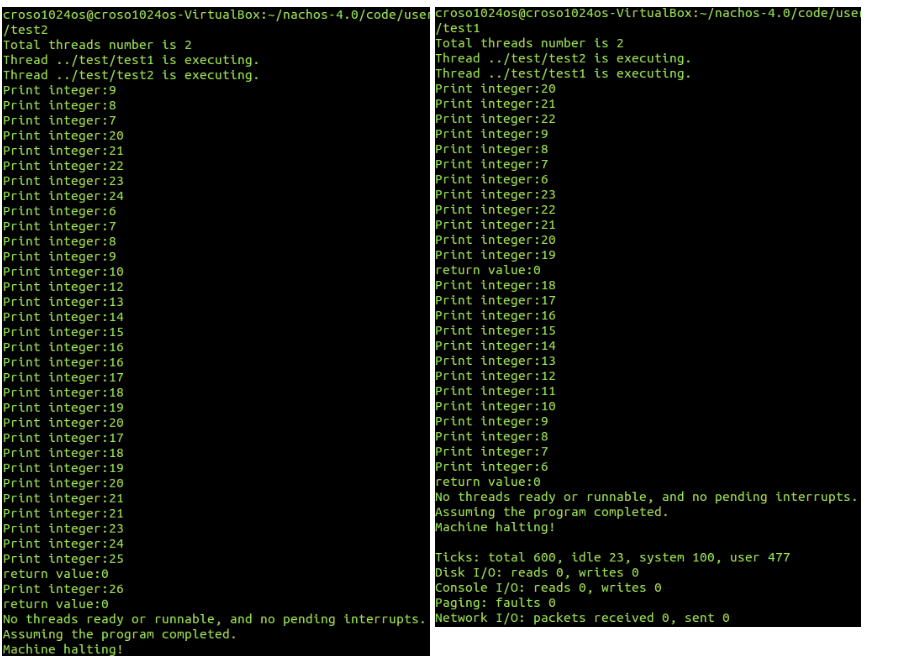 croso1024os@croso1024os-VirtualBox:~/nachos-4.0/code/user
/test2
Total threads number is 2
Thread ../test/test1 is executing.
Thread ../test/test2 is executing.
Print integer:9
Print integer:8
Print integer:7
Print integer:20
Print integer:21
Print integer:22
Print integer:23
Print integer:24
Print integer:6
Print integer:7
Print integer:8
Print integer:9
Print integer:10
Print integer:12
Print integer:13
Print integer:14
Print integer:15
Print integer:16
Print integer:16
Print integer:17
Print integer:18
Print integer:19
Print integer:20
Print integer:17
Print integer:18
Print integer:19
Print integer:20
Print integer:21
Print integer:21
Print integer:23
Print integer:24
Print integer:25
return value:0
Print integer:26
return value:0
No threads ready or runnable, and no pending interrupts.
Assuming the program completed.
Machine halting!
croso1024os@croso1024os-VirtualBox:~/nachos-4.0/code/user
/test1
Total threads number is 2
Thread ../test/test2 is executing.
Thread ../test/test1 is executing.
Print integer:20
Print integer:21
Print integer:22
Print integer:9
Print integer:8
Print integer:7
Print integer:6
Print integer:23
Print integer:22
Print integer:21
Print integer:20
Print integer:19
return value:0
Print integer:18
Print integer:17
Print integer:16
Print integer:15
Print integer:14
Print integer:13
Print integer:12
Print integer:11
Print integer:10
Print integer:9
Print integer:8
Print integer:7
Print integer:6
return value:0
No threads ready or runnable, and no pending interrupts.
Assuming the program completed.
Machine halting!
Ticks: total 600, idle 23, system 100, user 477
Disk I/O: reads 0, writes 0
Console I/O: reads 0, writes 0
Paging: faults 0
Network I/O: packets received 0, sent 0